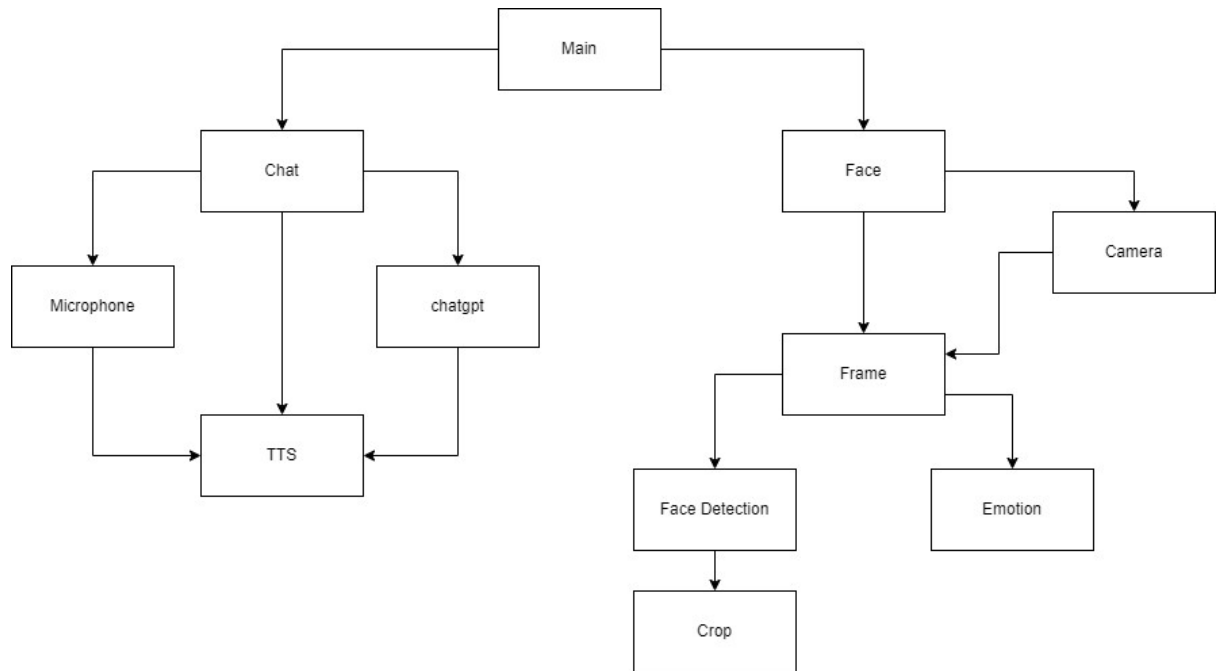 Main
Chat
Face
Camera
Microphone
chatgpt
Frame
TTS
Face Detection
Emotion
Crop